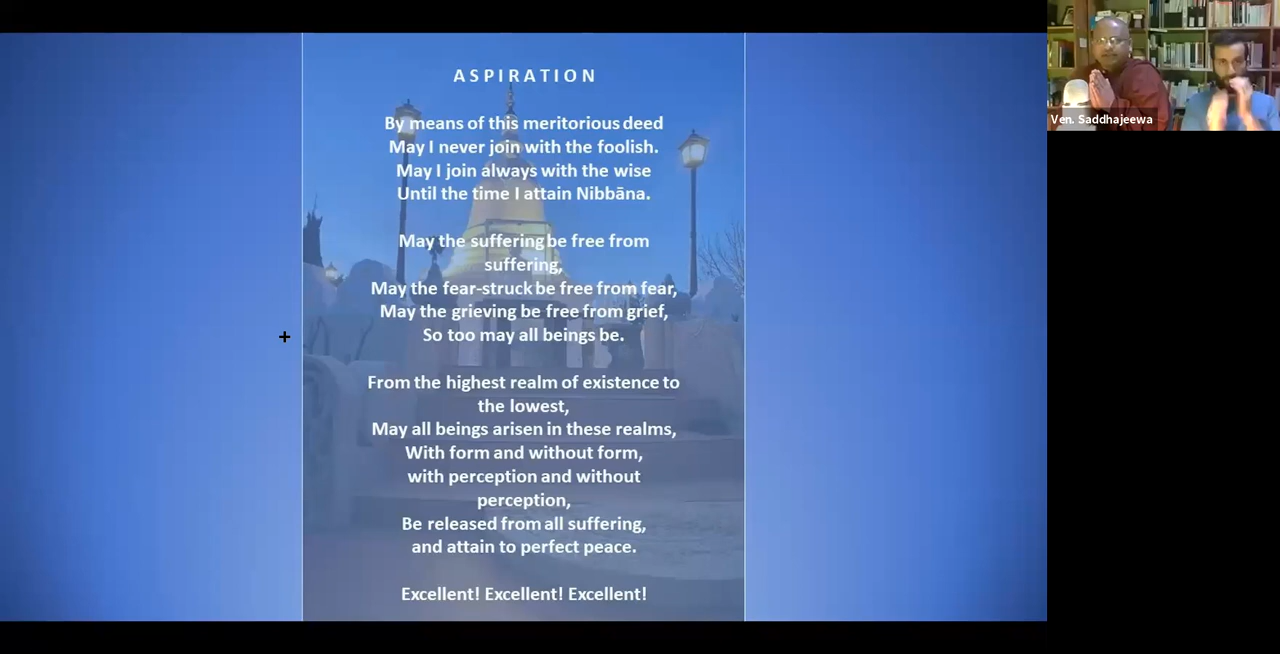 ASPIRATION
By means of this meritorious deed
May I never join with the foolish.
May I join always with the wise
Until the time I attain Nibbāna.
May the suffering be free from
suffering,
May the fear-struck be free from fear,
May the grieving be free from grief,
So too may all beings be.
From the highest realm of existence to
the lowest,
May all beings arisen in these realms,
With form and without form,
with perception and without
perception,
Be released from all suffering,
and attain to perfect peace.
Excellent! Excellent! Excellent!
Ven. Saddhajeewa